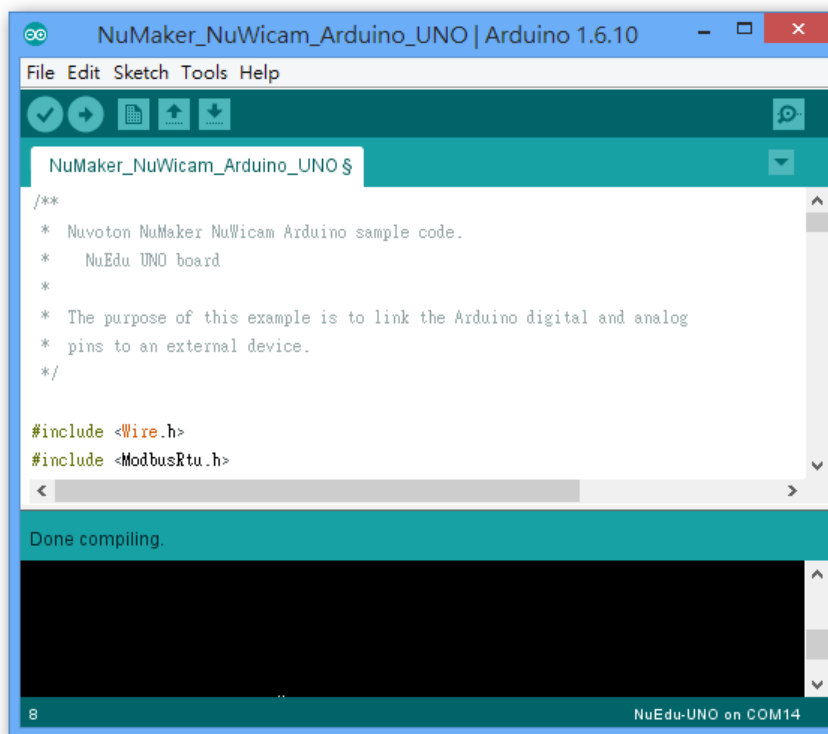 NuMaker_NuWicam_Arduino_UNO | Arduino 1.6.10
File Edit Sketch Tools Help
NuMaker_NuWicam_Arduino_UNO §
/**
 *  Nuvoton NuMaker NuWicam Arduino sample code.
 *    NuEdu UNO board
 *
 *  The purpose of this example is to link the Arduino digital and analog
 *  pins to an external device.
 */
#include <Wire.h>
#include <ModbusRtu.h>
Done compiling.
8 NuEdu-UNO on COM14